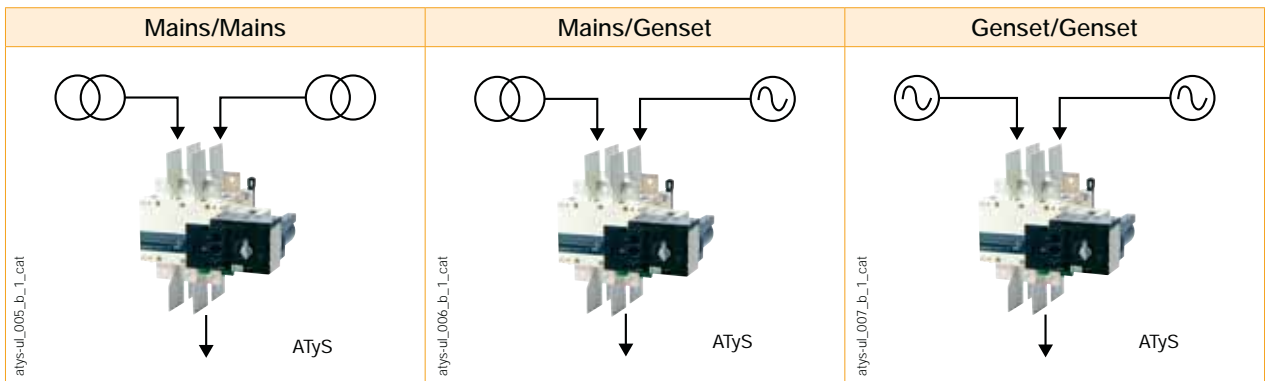 Mains/Mains
Mains/Genset
Genset/Genset
atys-ul_005_b_1_cat
ATyS
atys-ul_006_b_1_cat
ATyS
atys-ul_007_b_1_cat
ATyS